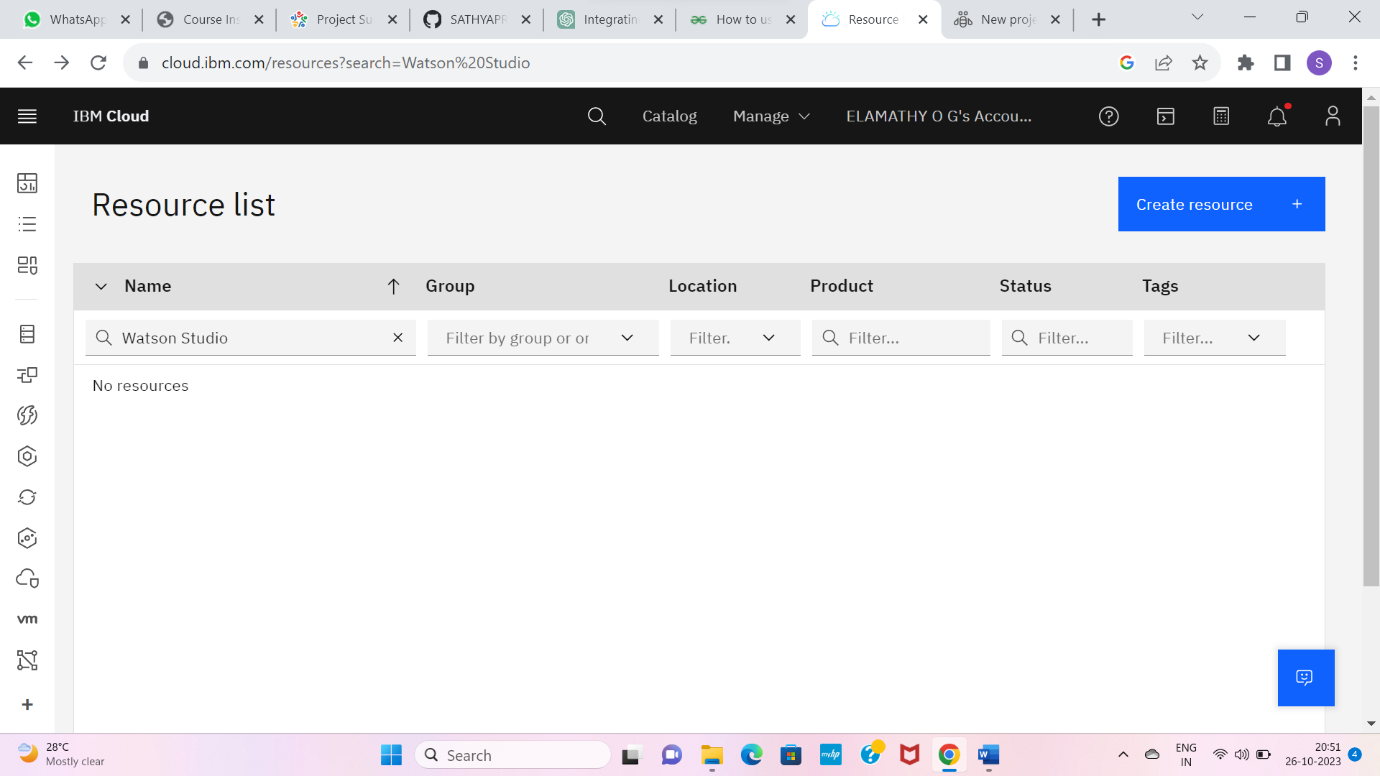 WhatsApp
Course Ins
Project Su
SATHYAPR
Integratin
How to us
Resource
New proje
cloud.ibm.com/resources?search=Watson%20Studio
S
IBM Cloud
Catalog
Manage
ELAMATHY O G's Accou...
Resource list
Create resource +
Name
Group
Location
Product
Status
Tags
Watson Studio
Filter by group or or
Filter.
Filter...
Filter...
Filter...
No resources
vm
28°C
Mostly clear
Search
myhp
ENG
IN
20:51
26-10-2023
4